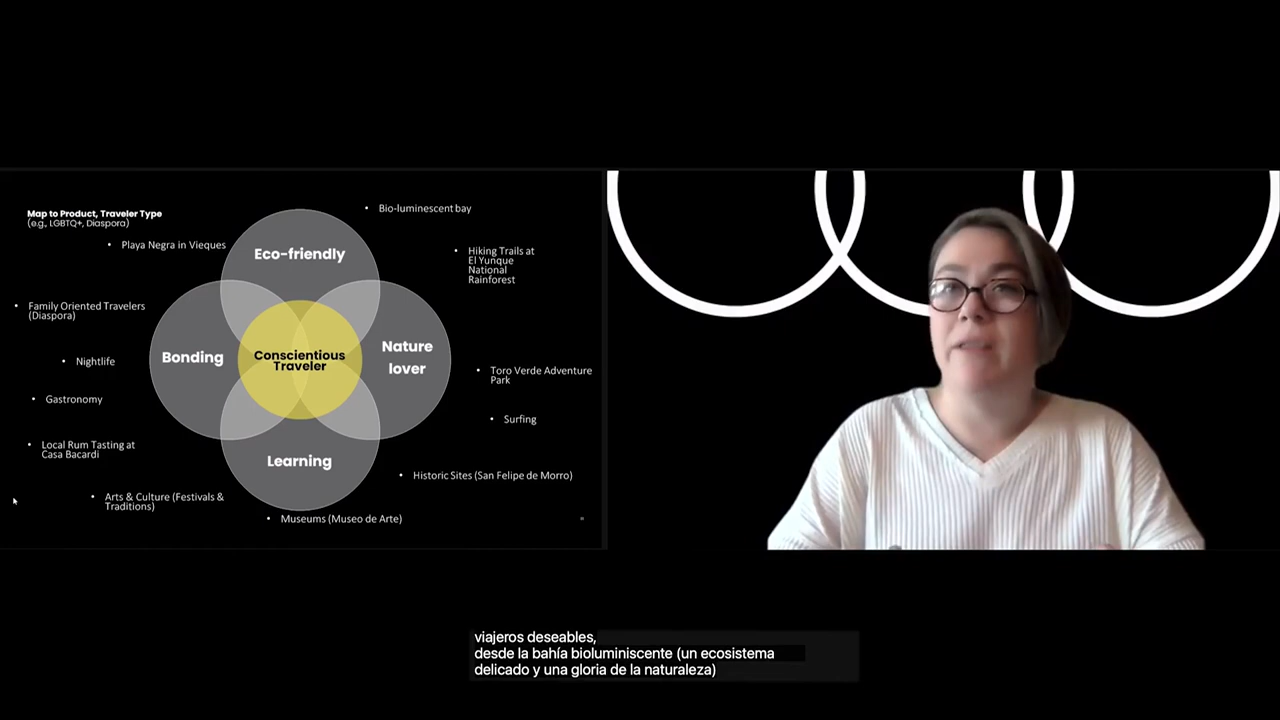 Map to Product, Traveler Type
(e.g., LGBTQ+, Diaspora)
• Bio-luminescent bay
• Playa Negra in Vieques
Eco-friendly
• Hiking Trails at
El Yunque
National
Rainforest
• Family Oriented Travelers
(Diaspora)
Bonding
Conscientious
Traveler
Nature
lover
• Nightlife
• Toro Verde Adventure
Park
• Gastronomy
• Surfing
• Local Rum Tasting at
Casa Bacardi
Learning
• Historic Sites (San Felipe de Morro)
• Arts & Culture (Festivals &
Traditions)
• Museums (Museo de Arte)
viajeros deseables,
desde la bahía bioluminiscente (un ecosistema
delicado y una gloria de la naturaleza)